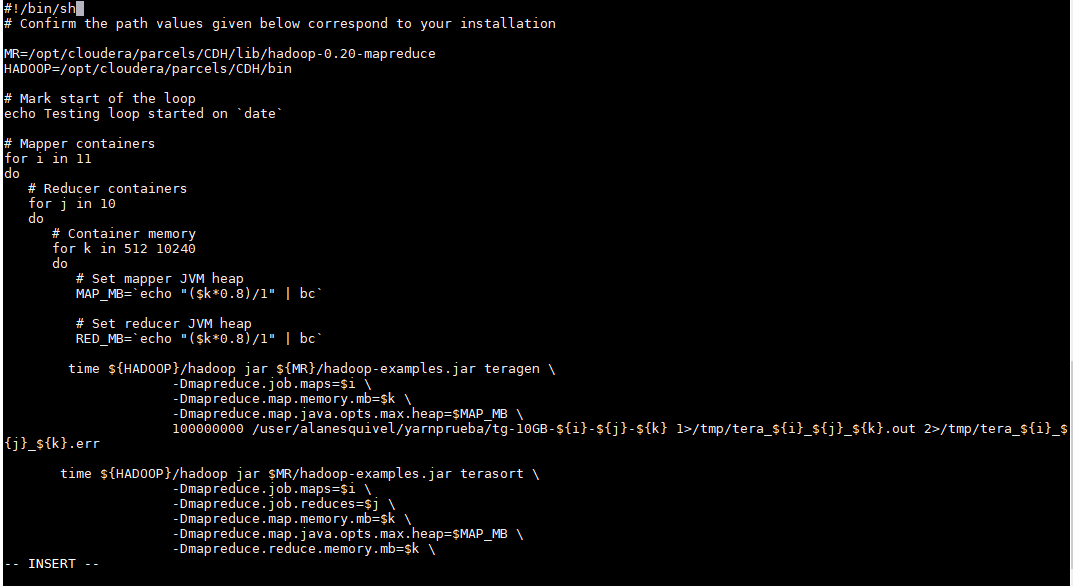 #!/bin/sh
# Confirm the path values given below correspond to your installation

MR=/opt/cloudera/parcels/CDH/lib/hadoop-0.20-mapreduce
HADOOP=/opt/cloudera/parcels/CDH/bin

# Mark start of the loop
echo Testing loop started on `date`

# Mapper containers
for i in 11
do
   # Reducer containers
   for j in 10
   do
      # Container memory
      for k in 512 10240
      do
         # Set mapper JVM heap
         MAP_MB=`echo "($k*0.8)/1" | bc`

         # Set reducer JVM heap
         RED_MB=`echo "($k*0.8)/1" | bc`

        time ${HADOOP}/hadoop jar ${MR}/hadoop-examples.jar teragen \
                     -Dmapreduce.job.maps=$i \
                     -Dmapreduce.map.memory.mb=$k \
                     -Dmapreduce.map.java.opts.max.heap=$MAP_MB \
                     100000000 /user/alanesquivel/yarnprueba/tg-10GB-${i}-${j}-${k} 1>/tmp/tera_${i}_${j}_${k}.out 2>/tmp/tera_${i}_$
{j}_${k}.err

       time ${HADOOP}/hadoop jar $MR/hadoop-examples.jar terasort \
                     -Dmapreduce.job.maps=$i \
                     -Dmapreduce.job.reduces=$j \
                     -Dmapreduce.map.memory.mb=$k \
                     -Dmapreduce.map.java.opts.max.heap=$MAP_MB \
                     -Dmapreduce.reduce.memory.mb=$k \
-- INSERT --